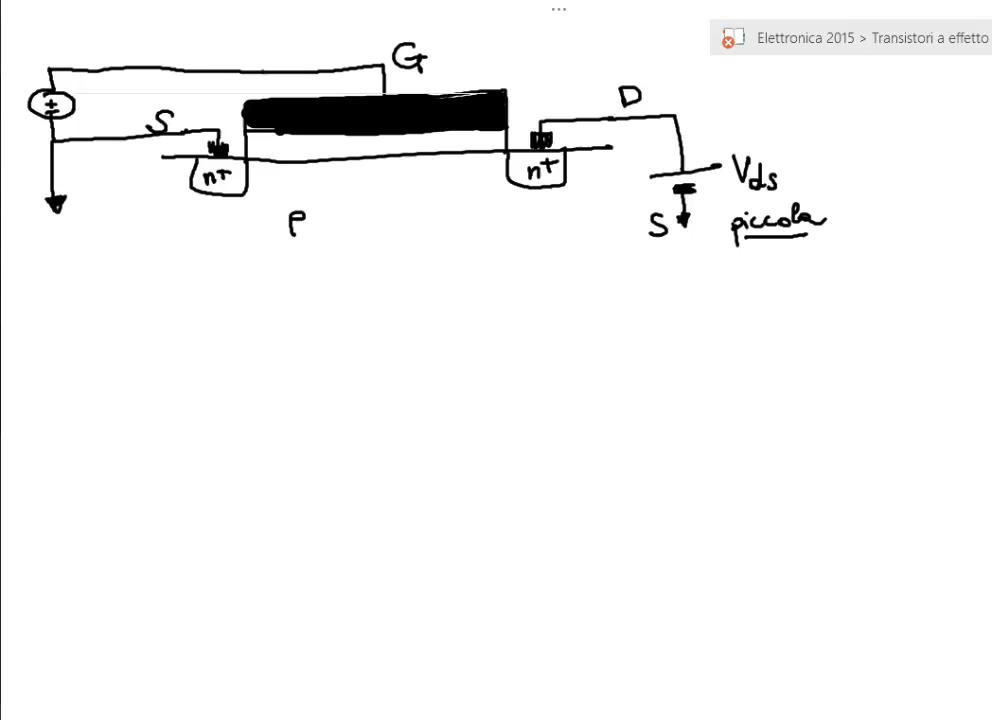 ...
Elettronica 2015 > Transistori a effetto
G
±
S
D
n+
n+
Vds
P
S
piccola